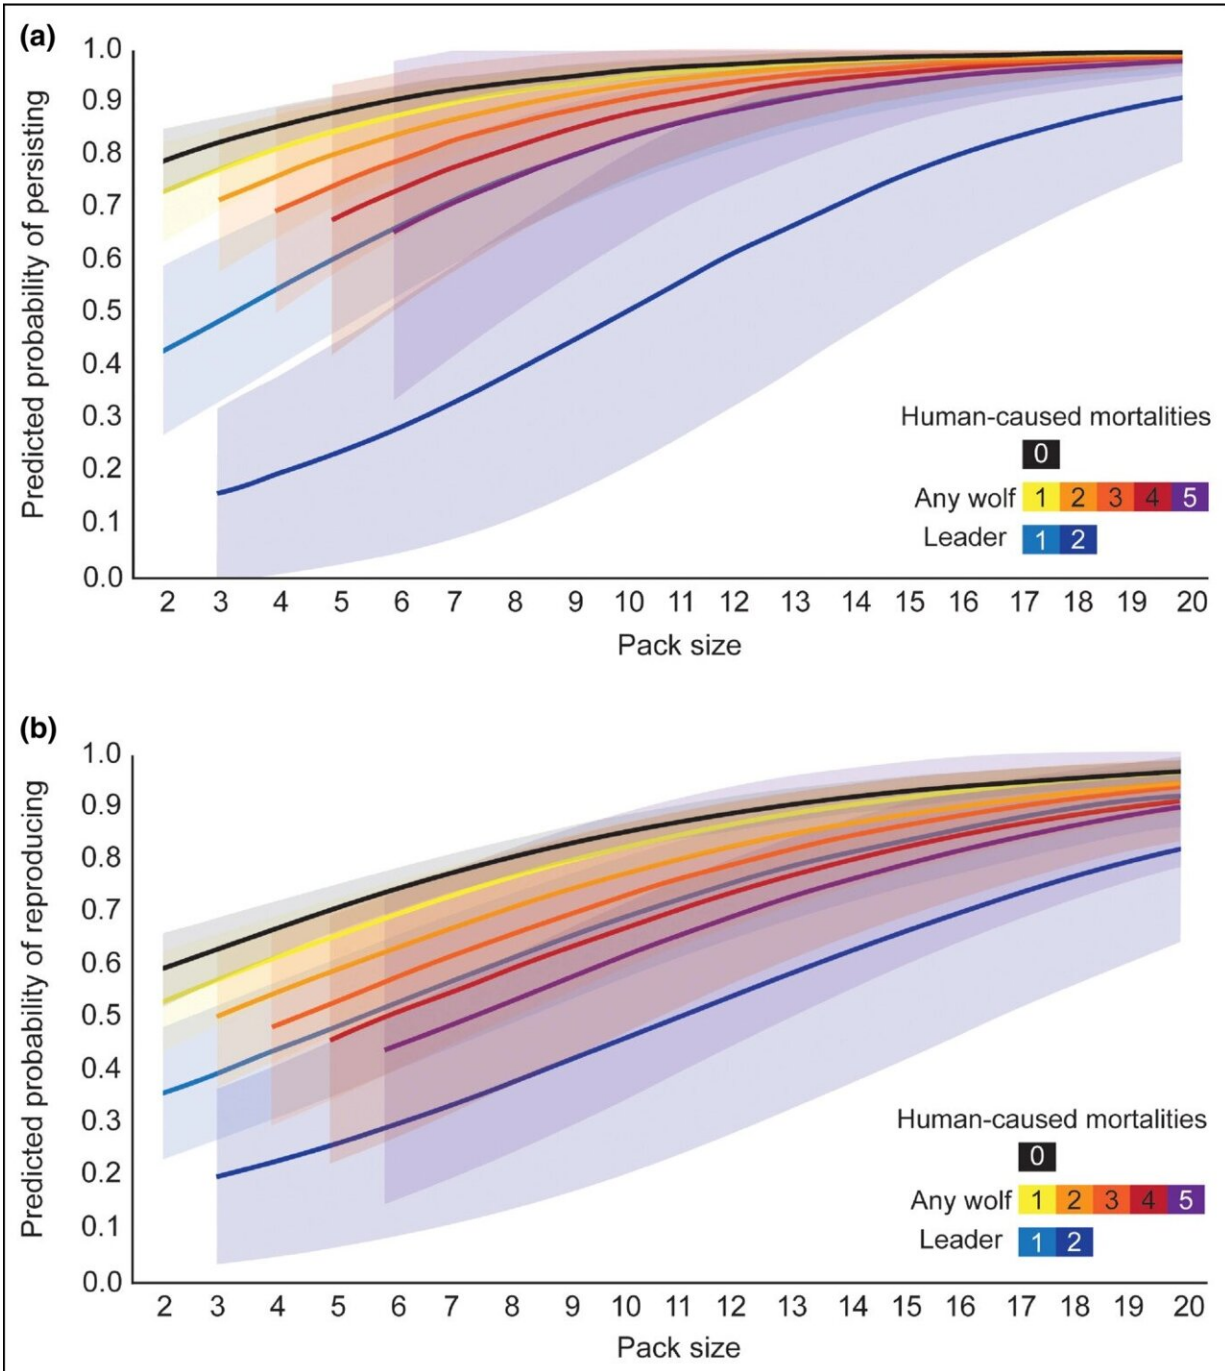 (a)
Predicted probability of persisting
1.0
0.9
0.8
0.7
0.6
0.5
0.4
0.3
0.2
0.1
0.0
2 3 4 5 6 7 8 9 10 11 12 13 14 15 16 17 18 19 20
Pack size
Human-caused mortalities
0
Any wolf 1 2 3 4 5
Leader 1 2
(b)
Predicted probability of reproducing
1.0
0.9
0.8
0.7
0.6
0.5
0.4
0.3
0.2
0.1
0.0
2 3 4 5 6 7 8 9 10 11 12 13 14 15 16 17 18 19 20
Pack size
Human-caused mortalities
0
Any wolf 1 2 3 4 5
Leader 1 2